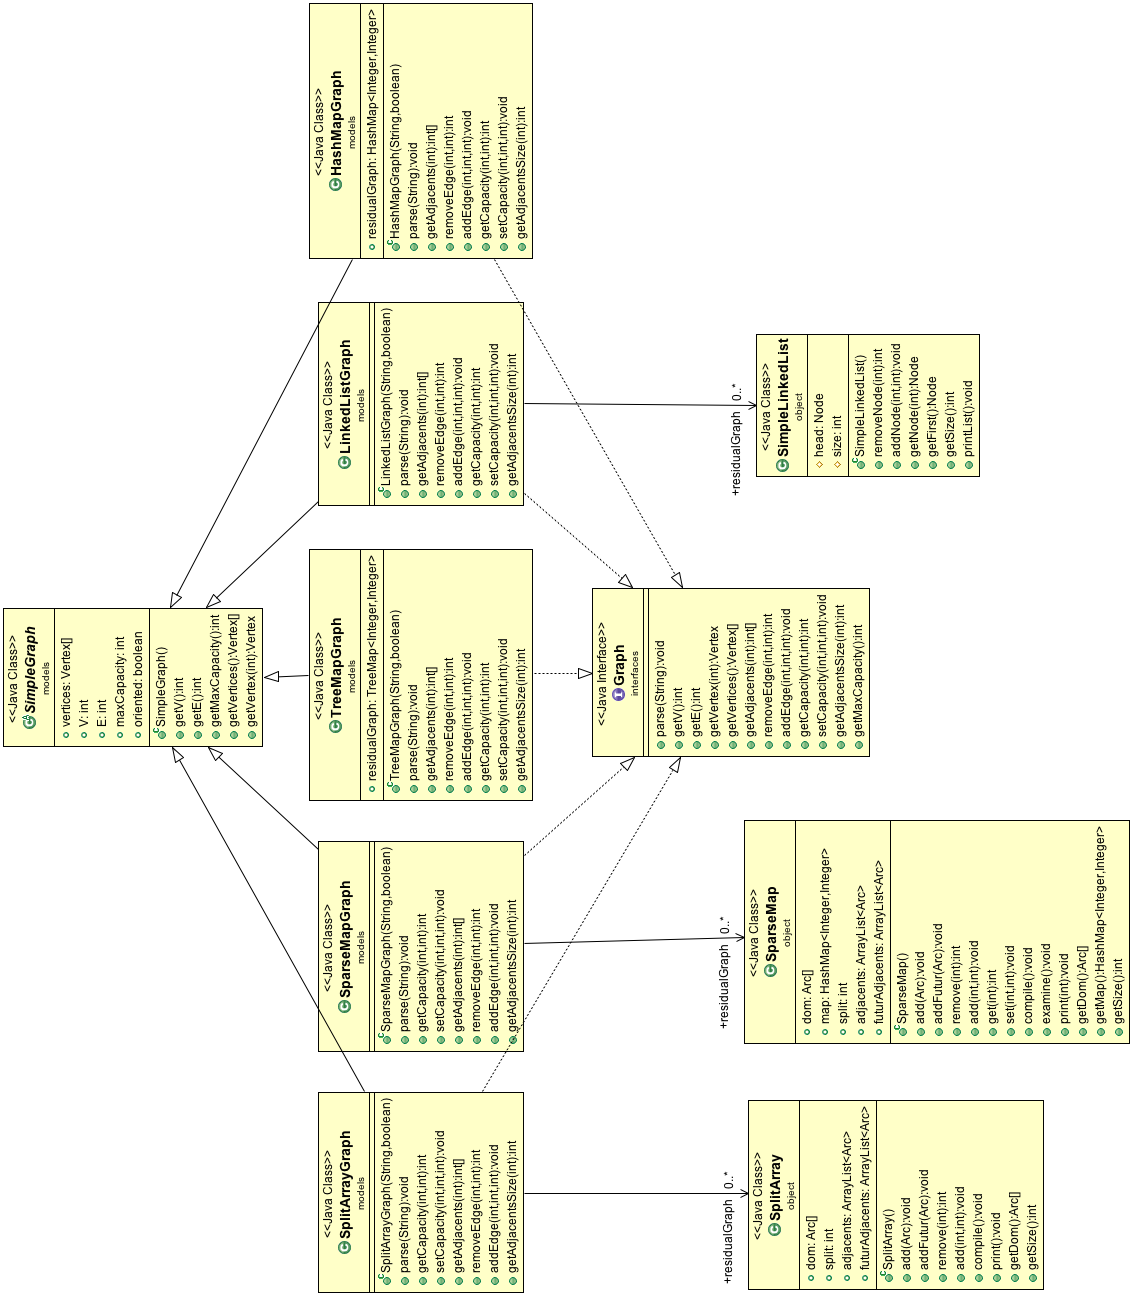 <<Java Class>>
HashMapGraph
models
residualGraph: HashMap<Integer,Integer>
HashMapGraph(String,boolean)
parse(String):void
getAdjacents(int):int[]
removeEdge(int,int):int
addEdge(int,int,int):void
getCapacity(int,int):int
setCapacity(int,int,int):void
getAdjacentsSize(int):int
<<Java Class>>
LinkedListGraph
models
LinkedListGraph(String,boolean)
parse(String):void
getAdjacents(int):int[]
removeEdge(int,int):int
addEdge(int,int,int):void
getCapacity(int,int):int
setCapacity(int,int,int):void
getAdjacentsSize(int):int
+residualGraph 0..*
<<Java Class>>
SimpleLinkedList
object
head: Node
size: int
SimpleLinkedList()
removeNode(int):int
addNode(int,int):void
getNode(int):Node
getFirst():Node
getSize():int
printList():void
<<Java Class>>
SimpleGraph
models
vertices: Vertex[]
V: int
E: int
maxCapacity: int
oriented: boolean
SimpleGraph()
getV():int
getE():int
getMaxCapacity():int
getVertices():Vertex[]
getVertex(int):Vertex
<<Java Class>>
TreeMapGraph
models
residualGraph: TreeMap<Integer,Integer>
TreeMapGraph(String,boolean)
parse(String):void
getAdjacents(int):int[]
removeEdge(int,int):int
addEdge(int,int,int):void
getCapacity(int,int):int
setCapacity(int,int,int):void
getAdjacentsSize(int):int
<<Java Interface>>
Graph
interfaces
parse(String):void
getV():int
getE():int
getVertex(int):Vertex
getVertices():Vertex[]
getAdjacents(int):int[]
removeEdge(int,int):int
addEdge(int,int,int):void
getCapacity(int,int):int
setCapacity(int,int,int):void
getAdjacentsSize(int):int
getMaxCapacity():int
<<Java Class>>
SparseMapGraph
models
SparseMapGraph(String,boolean)
parse(String):void
getCapacity(int,int):int
setCapacity(int,int,int):void
getAdjacents(int):int[]
removeEdge(int,int):int
addEdge(int,int,int):void
getAdjacentsSize(int):int
+residualGraph 0..*
<<Java Class>>
SparseMap
object
dom: Arc[]
map: HashMap<Integer,Integer>
split: int
adjacents: ArrayList<Arc>
futurAdjacents: ArrayList<Arc>
SparseMap()
add(Arc):void
addFutur(Arc):void
remove(int):int
add(int,int):void
get(int):int
set(int,int):void
compile():void
examine():void
print(int):void
getDom():Arc[]
getMap():HashMap<Integer,Integer>
getSize():int
<<Java Class>>
SplitArrayGraph
models
SplitArrayGraph(String,boolean)
parse(String):void
getCapacity(int,int):int
setCapacity(int,int,int):void
getAdjacents(int):int[]
removeEdge(int,int):int
addEdge(int,int,int):void
getAdjacentsSize(int):int
+residualGraph 0..*
<<Java Class>>
SplitArray
object
dom: Arc[]
split: int
adjacents: ArrayList<Arc>
futurAdjacents: ArrayList<Arc>
SplitArray()
add(Arc):void
addFutur(Arc):void
remove(int):int
add(int,int):void
compile():void
print():void
getDom():Arc[]
getSize():int